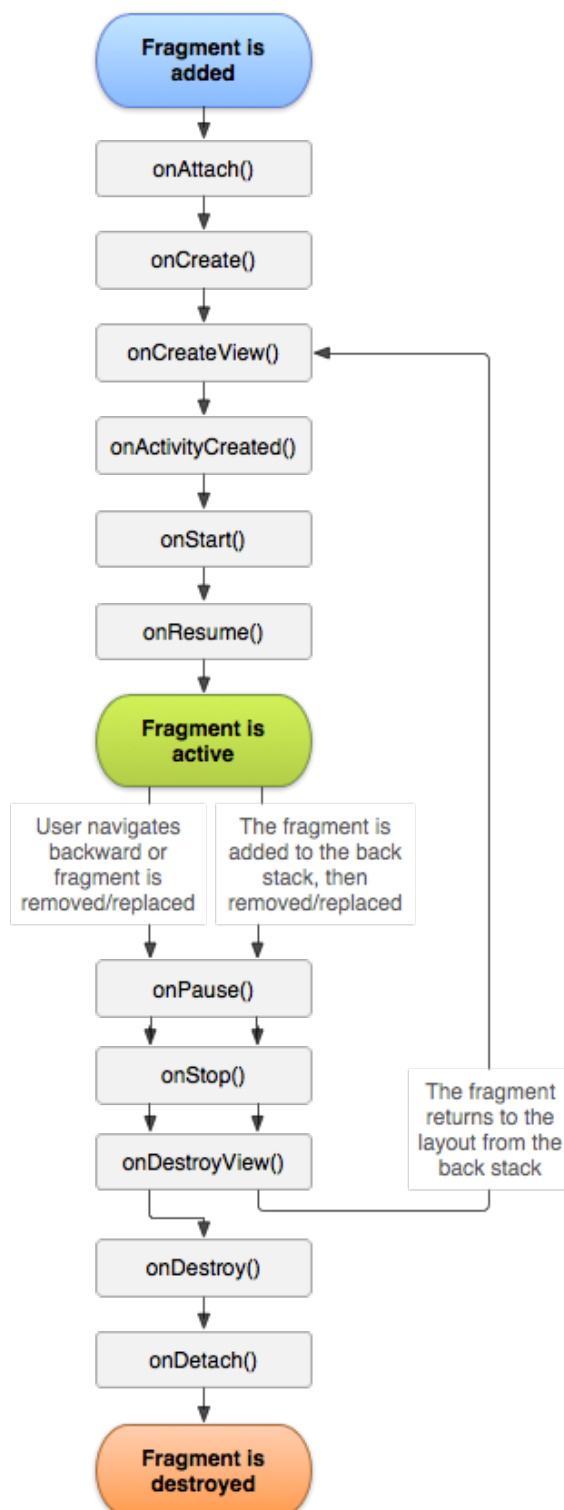 Fragment is
added
onAttach()
onCreate()
onCreateView()
onActivityCreated()
onStart()
onResume()
Fragment is
active
User navigates
backward or
fragment is
removed/replaced
The fragment is
added to the back
stack, then
removed/replaced
onPause()
onStop()
onDestroyView()
The fragment
returns to the
layout from the
back stack
onDestroy()
onDetach()
Fragment is
destroyed